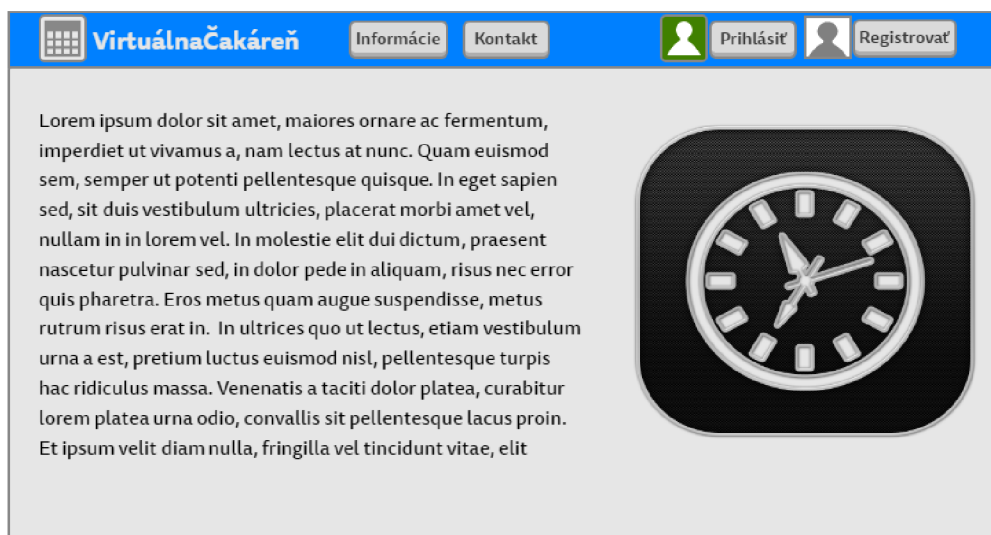 VirtuálnaČakáreň
Informácie
Kontakt
Prihlásiť
Registrovať
Lorem ipsum dolor sit amet, maiores ornare ac fermentum,
imperdiet ut vivamus a, nam lectus at nunc. Quam euismod
sem, semper ut potenti pellentesque quisque. In eget sapien
sed, sit duis vestibulum ultricies, placerat morbi amet vel,
nullam in in lorem vel. In molestie elit dui dictum, praesent
nascetur pulvinar sed, in dolor pede in aliquam, risus nec error
quis pharetra. Eros metus quam augue suspendisse, metus
rutrum risus erat in. In ultrices quo ut lectus, etiam vestibulum
urna a est, pretium luctus euismod nisl, pellentesque turpis
hac ridiculus massa. Venenatis a taciti dolor platea, curabitur
lorem platea urna odio, convallis sit pellentesque lacus proin.
Et ipsum velit diam nulla, fringilla vel tincidunt vitae, elit